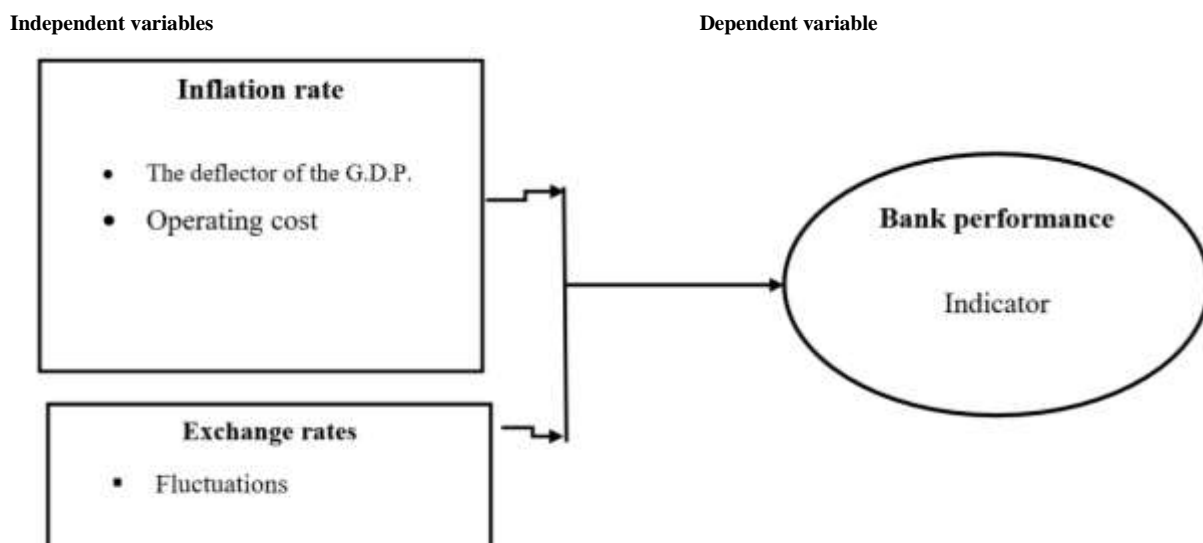 Independent variables
Dependent variable
Inflation rate
The deflector of the G.D.P.
Operating cost
Exchange rates
Fluctuations
Bank performance
Indicator